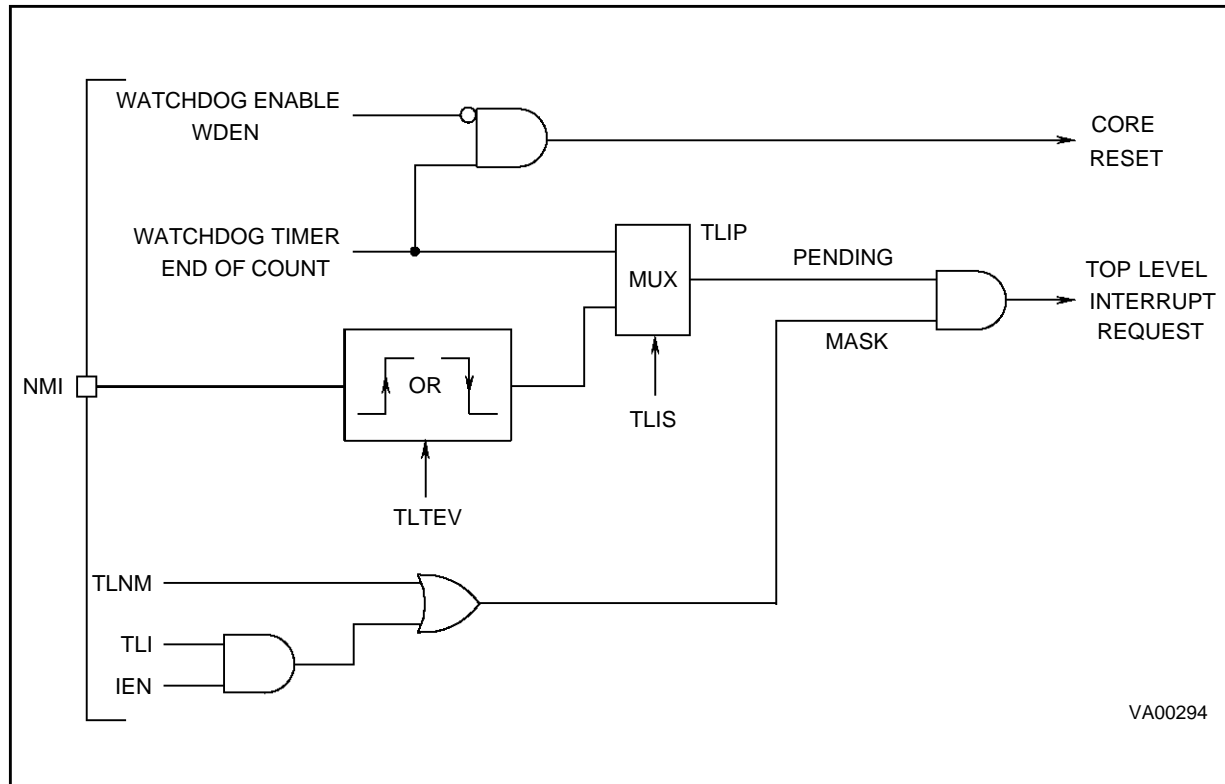 WATCHDOG ENABLE
WDEN
CORE
RESET
WATCHDOG TIMER
END OF COUNT
TLIP
MUX
PENDING
TOP LEVEL
INTERRUPT
REQUEST
MASK
NMI
OR
TLIS
TLTEV
TLNM
TLI
IEN
VA00294